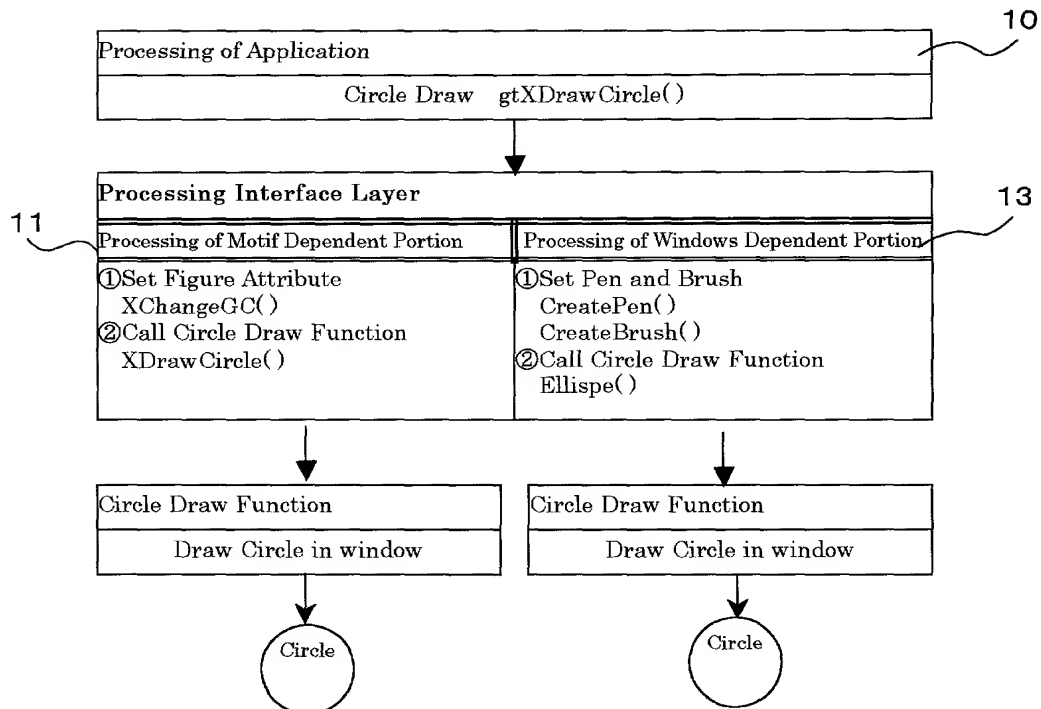 10
Processing of Application
Circle Draw gtXDrawCircle()
Processing Interface Layer
11
13
Processing of Motif Dependent Portion
Processing of Windows Dependent Portion
①Set Figure Attribute
XChangeGC()
②Call Circle Draw Function
XDrawCircle()
①Set Pen and Brush
CreatePen()
CreateBrush()
②Call Circle Draw Function
Ellispe()
Circle Draw Function
Draw Circle in window
Circle Draw Function
Draw Circle in window
Circle
Circle